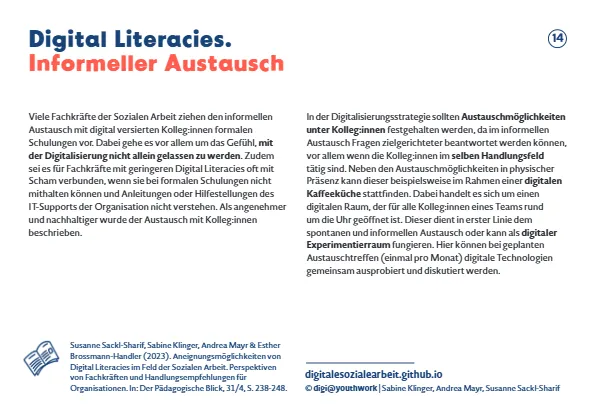 Digital Literacies.
14
Informeller Austausch
Viele Fachkräfte der Sozialen Arbeit ziehen den informellen
Austausch mit digital versierten Kolleg:innen formalen
Schulungen vor. Dabei gehe es vor allem um das Gefühl, mit
der Digitalisierung nicht allein gelassen zu werden. Zudem
sei es für Fachkräfte mit geringeren Digital Literacies oft mit
Scham verbunden, wenn sie bei formalen Schulungen nicht
mithalten können und Anleitungen oder Hilfestellungen des
IT-Supports der Organisation nicht verstehen. Als angenehmer
und nachhaltiger wurde der Austausch mit Kolleg:innen
beschrieben.
In der Digitalisierungsstrategie sollten Austauschmöglichkeiten
unter Kolleg:innen festgehalten werden, da im informellen
Austausch Fragen zielgerichteter beantwortet werden können,
vor allem wenn die Kolleg:innen im selben Handlungsfeld
tätig sind. Neben den Austauschmöglichkeiten in physischer
Präsenz kann dieser beispielsweise im Rahmen einer digitalen
Kaffeeküche stattfinden. Dabei handelt es sich um einen
digitalen Raum, der für alle Kolleg:innen eines Teams rund
um die Uhr geöffnet ist. Dieser dient in erster Linie dem
spontanen und informellen Austausch oder kann als digitaler
Experimentierraum fungieren. Hier können bei geplanten
Austauschtreffen (einmal pro Monat) digitale Technologien
gemeinsam ausprobiert und diskutiert werden.
Susanne Sackl-Sharif, Sabine Klinger, Andrea Mayr & Esther
Brossmann-Handler (2023). Aneignungsmöglichkeiten von
Digital Literacies im Feld der Sozialen Arbeit. Perspektiven
von Fachkräften und Handlungsempfehlungen für
Organisationen. In: Der Pädagogische Blick, 31/4, S. 238-248.
digitalesozialearbeit.github.io
© digi@youthwork | Sabine Klinger, Andrea Mayr, Susanne Sackl-Sharif